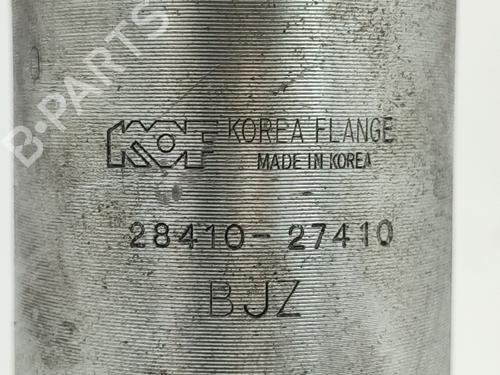 B-PARTS
KOF KOREA FLANGE
MADE IN KOREA
28410-27410
BJZ